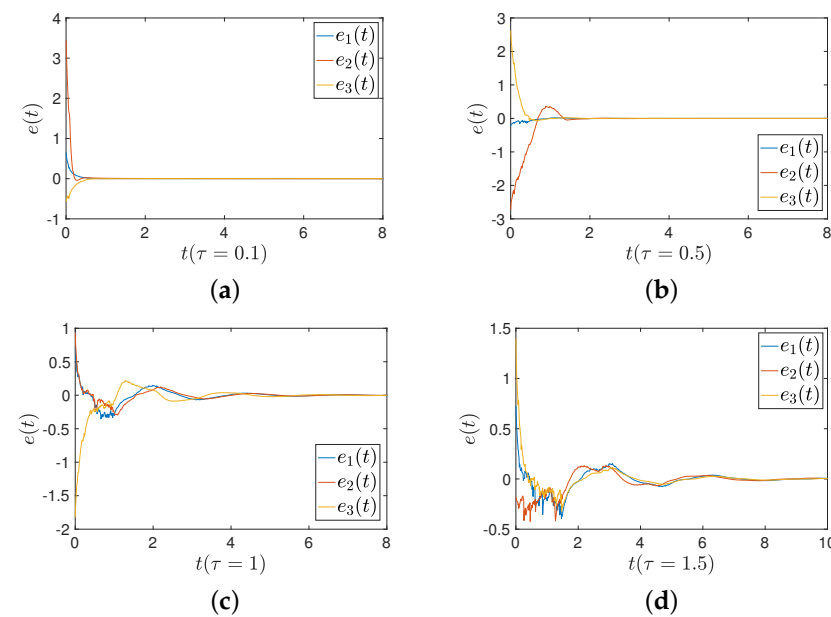 4
3
2
1
0
-1
e(t)
e₁(t)
e₂(t)
e₃(t)
0 2 4 6 8
t(τ = 0.1)
(a)
3
2
1
0
-1
-2
-3
e(t)
e₁(t)
e₂(t)
e₃(t)
0 2 4 6 8
t(τ = 0.5)
(b)
1
0.5
0
-0.5
-1
-1.5
-2
e(t)
e₁(t)
e₂(t)
e₃(t)
0 2 4 6 8
t(τ = 1)
(c)
1.5
1
0.5
0
-0.5
e(t)
e₁(t)
e₂(t)
e₃(t)
0 2 4 6 8 10
t(τ = 1.5)
(d)